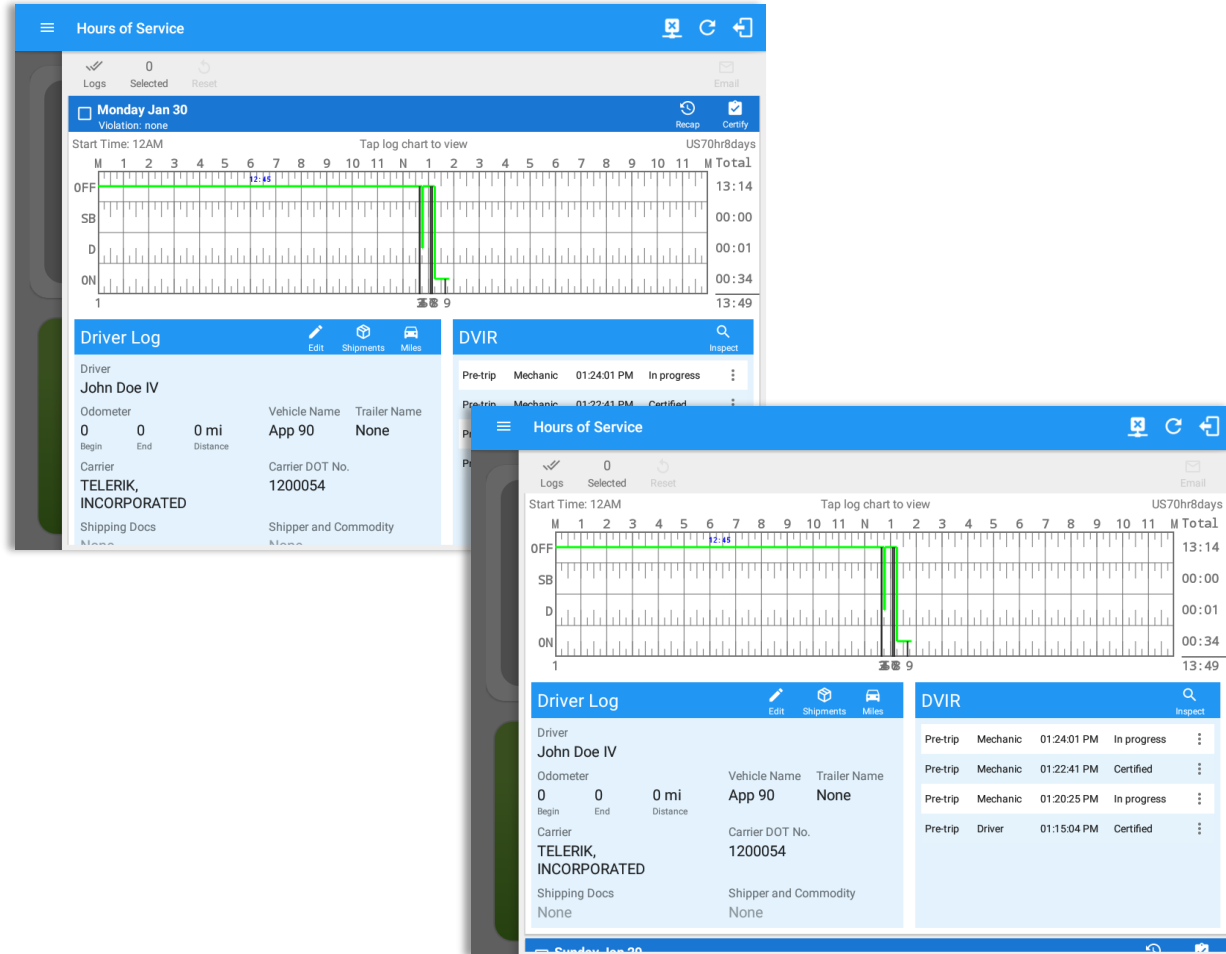 Hours of Service
Logs 0 Selected Reset Email
Monday Jan 30
Violation: none
Recap Certify
Start Time: 12AM Tap log chart to view US70hr8days
M 1 2 3 4 5 6 7 8 9 10 11 N 1 2 3 4 5 6 7 8 9 10 11 M Total
12:45
OFF 13:14
SB 00:00
D 00:01
ON 00:34
1 9 13:49
Driver Log Edit Shipments Miles
Driver
John Doe IV
Odometer Vehicle Name Trailer Name
0 0 0 mi App 90 None
Begin End Distance
Carrier Carrier DOT No.
TELERIK, 1200054
INCORPORATED
Shipping Docs Shipper and Commodity
None None
DVIR Inspect
Pre-trip Mechanic 01:24:01 PM In progress
Pre-trip Mechanic 01:22:41 PM Certified
Hours of Service
Logs 0 Selected Reset Email
Start Time: 12AM Tap log chart to view US70hr8days
M 1 2 3 4 5 6 7 8 9 10 11 N 1 2 3 4 5 6 7 8 9 10 11 M Total
12:45
OFF 13:14
SB 00:00
D 00:01
ON 00:34
1 9 13:49
Driver Log Edit Shipments Miles
Driver
John Doe IV
Odometer Vehicle Name Trailer Name
0 0 0 mi App 90 None
Begin End Distance
Carrier Carrier DOT No.
TELERIK, 1200054
INCORPORATED
Shipping Docs Shipper and Commodity
None None
DVIR Inspect
Pre-trip Mechanic 01:24:01 PM In progress
Pre-trip Mechanic 01:22:41 PM Certified
Pre-trip Mechanic 01:20:25 PM In progress
Pre-trip Driver 01:15:04 PM Certified